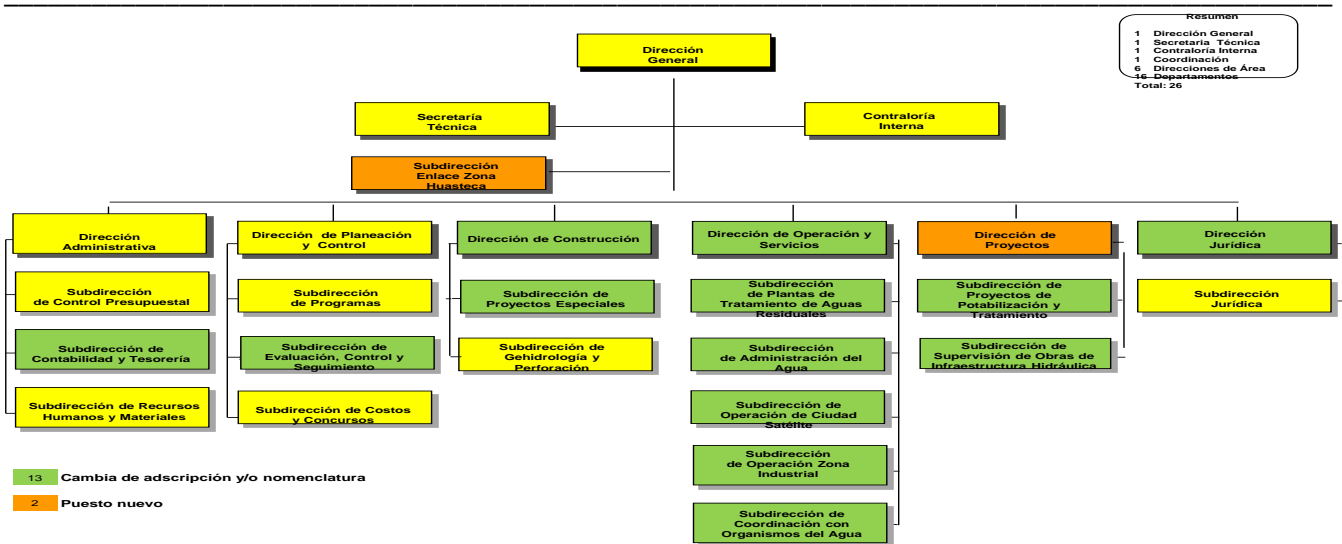 Resumen
1 Dirección General
1 Secretaria Técnica
1 Contraloría Interna
1 Coordinación
6 Direcciones de Área
16 Departamentos
Total: 26
Dirección
General
Secretaría
Técnica
Contraloría
Interna
Subdirección
Enlace Zona
Huasteca
Dirección
Administrativa
Dirección de Planeación
y Control
Dirección de Construcción
Dirección de Operación y
Servicios
Dirección de
Proyectos
Dirección
Jurídica
Subdirección
de Control Presupuestal
Subdirección
de Programas
Subdirección de
Proyectos Especiales
Subdirección
de Plantas de
Tratamiento de Aguas
Residuales
Subdirección de
Proyectos de
Potabilización y
Tratamiento
Subdirección
Jurídica
Subdirección de
Contabilidad y Tesorería
Subdirección de
Evaluación, Control y
Seguimiento
Subdirección de
Gehidrología y
Perforación
Subdirección
de Administración del
Agua
Subdirección de
Supervisión de Obras de
Infraestructura Hidráulica
Subdirección de Recursos
Humanos y Materiales
Subdirección de Costos
y Concursos
Subdirección de
Operación de Ciudad
Satélite
Subdirección
de Operación Zona
Industrial
Subdirección de
Coordinación con
Organismos del Agua
13 Cambia de adscripción y/o nomenclatura
2 Puesto nuevo